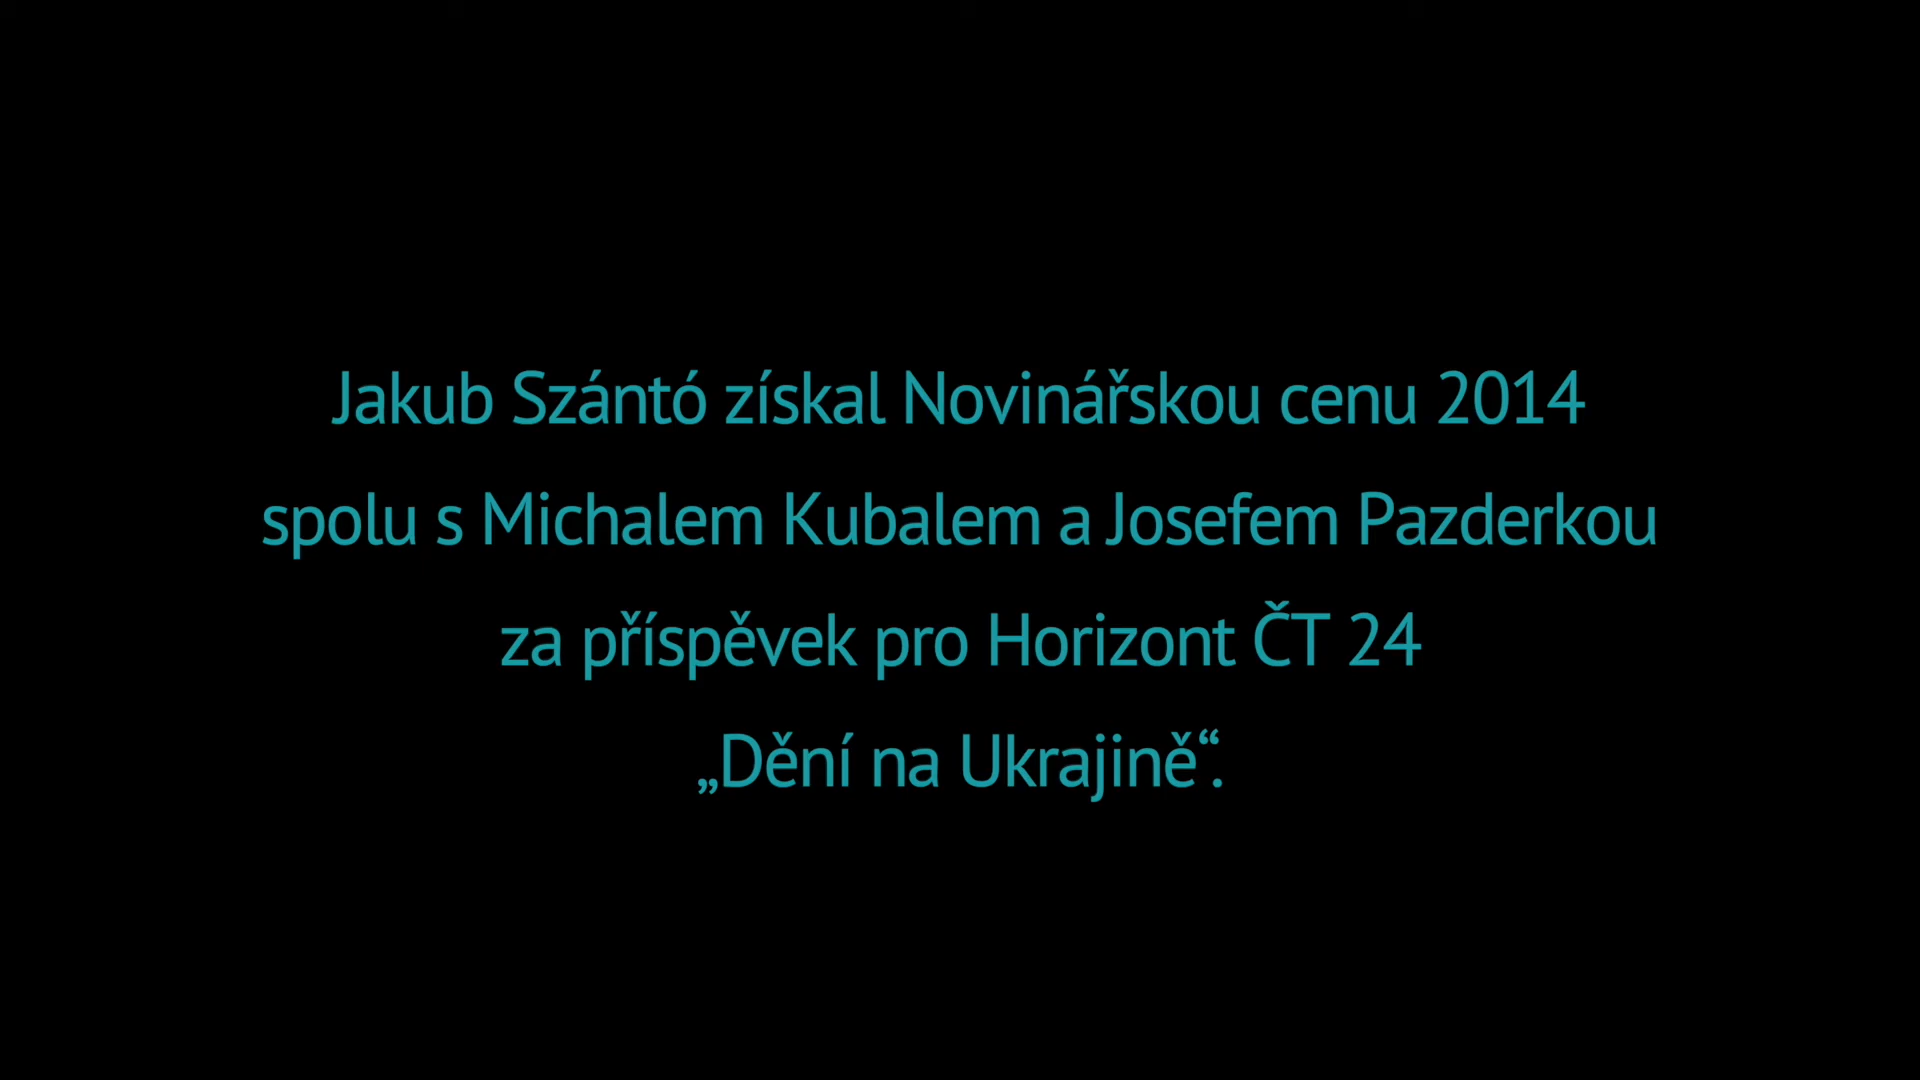 Jakub Szántó získal Novinářskou cenu 2014
spolu s Michalem Kubalem a Josefem Pazderkou
za příspěvek pro Horizont ČT 24
„Dění na Ukrajině“.